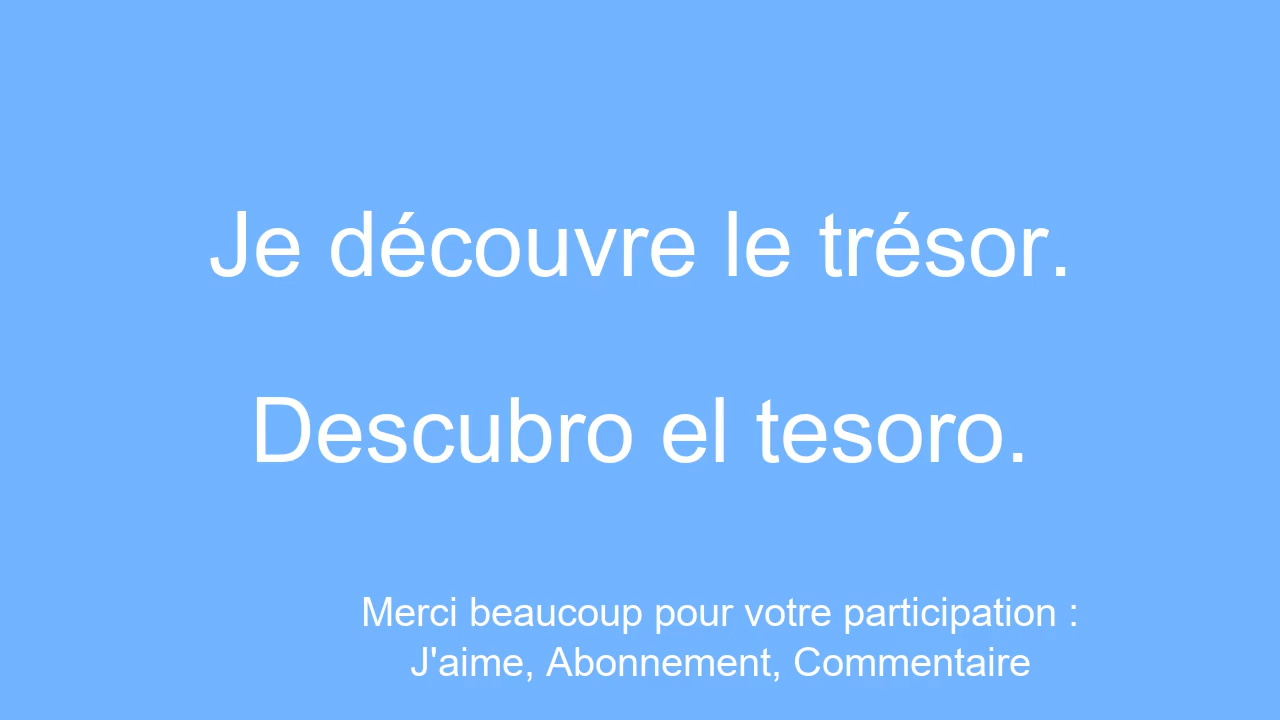 Je découvre le trésor.
Descubro el tesoro.
Merci beaucoup pour votre participation :
J'aime, Abonnement, Commentaire